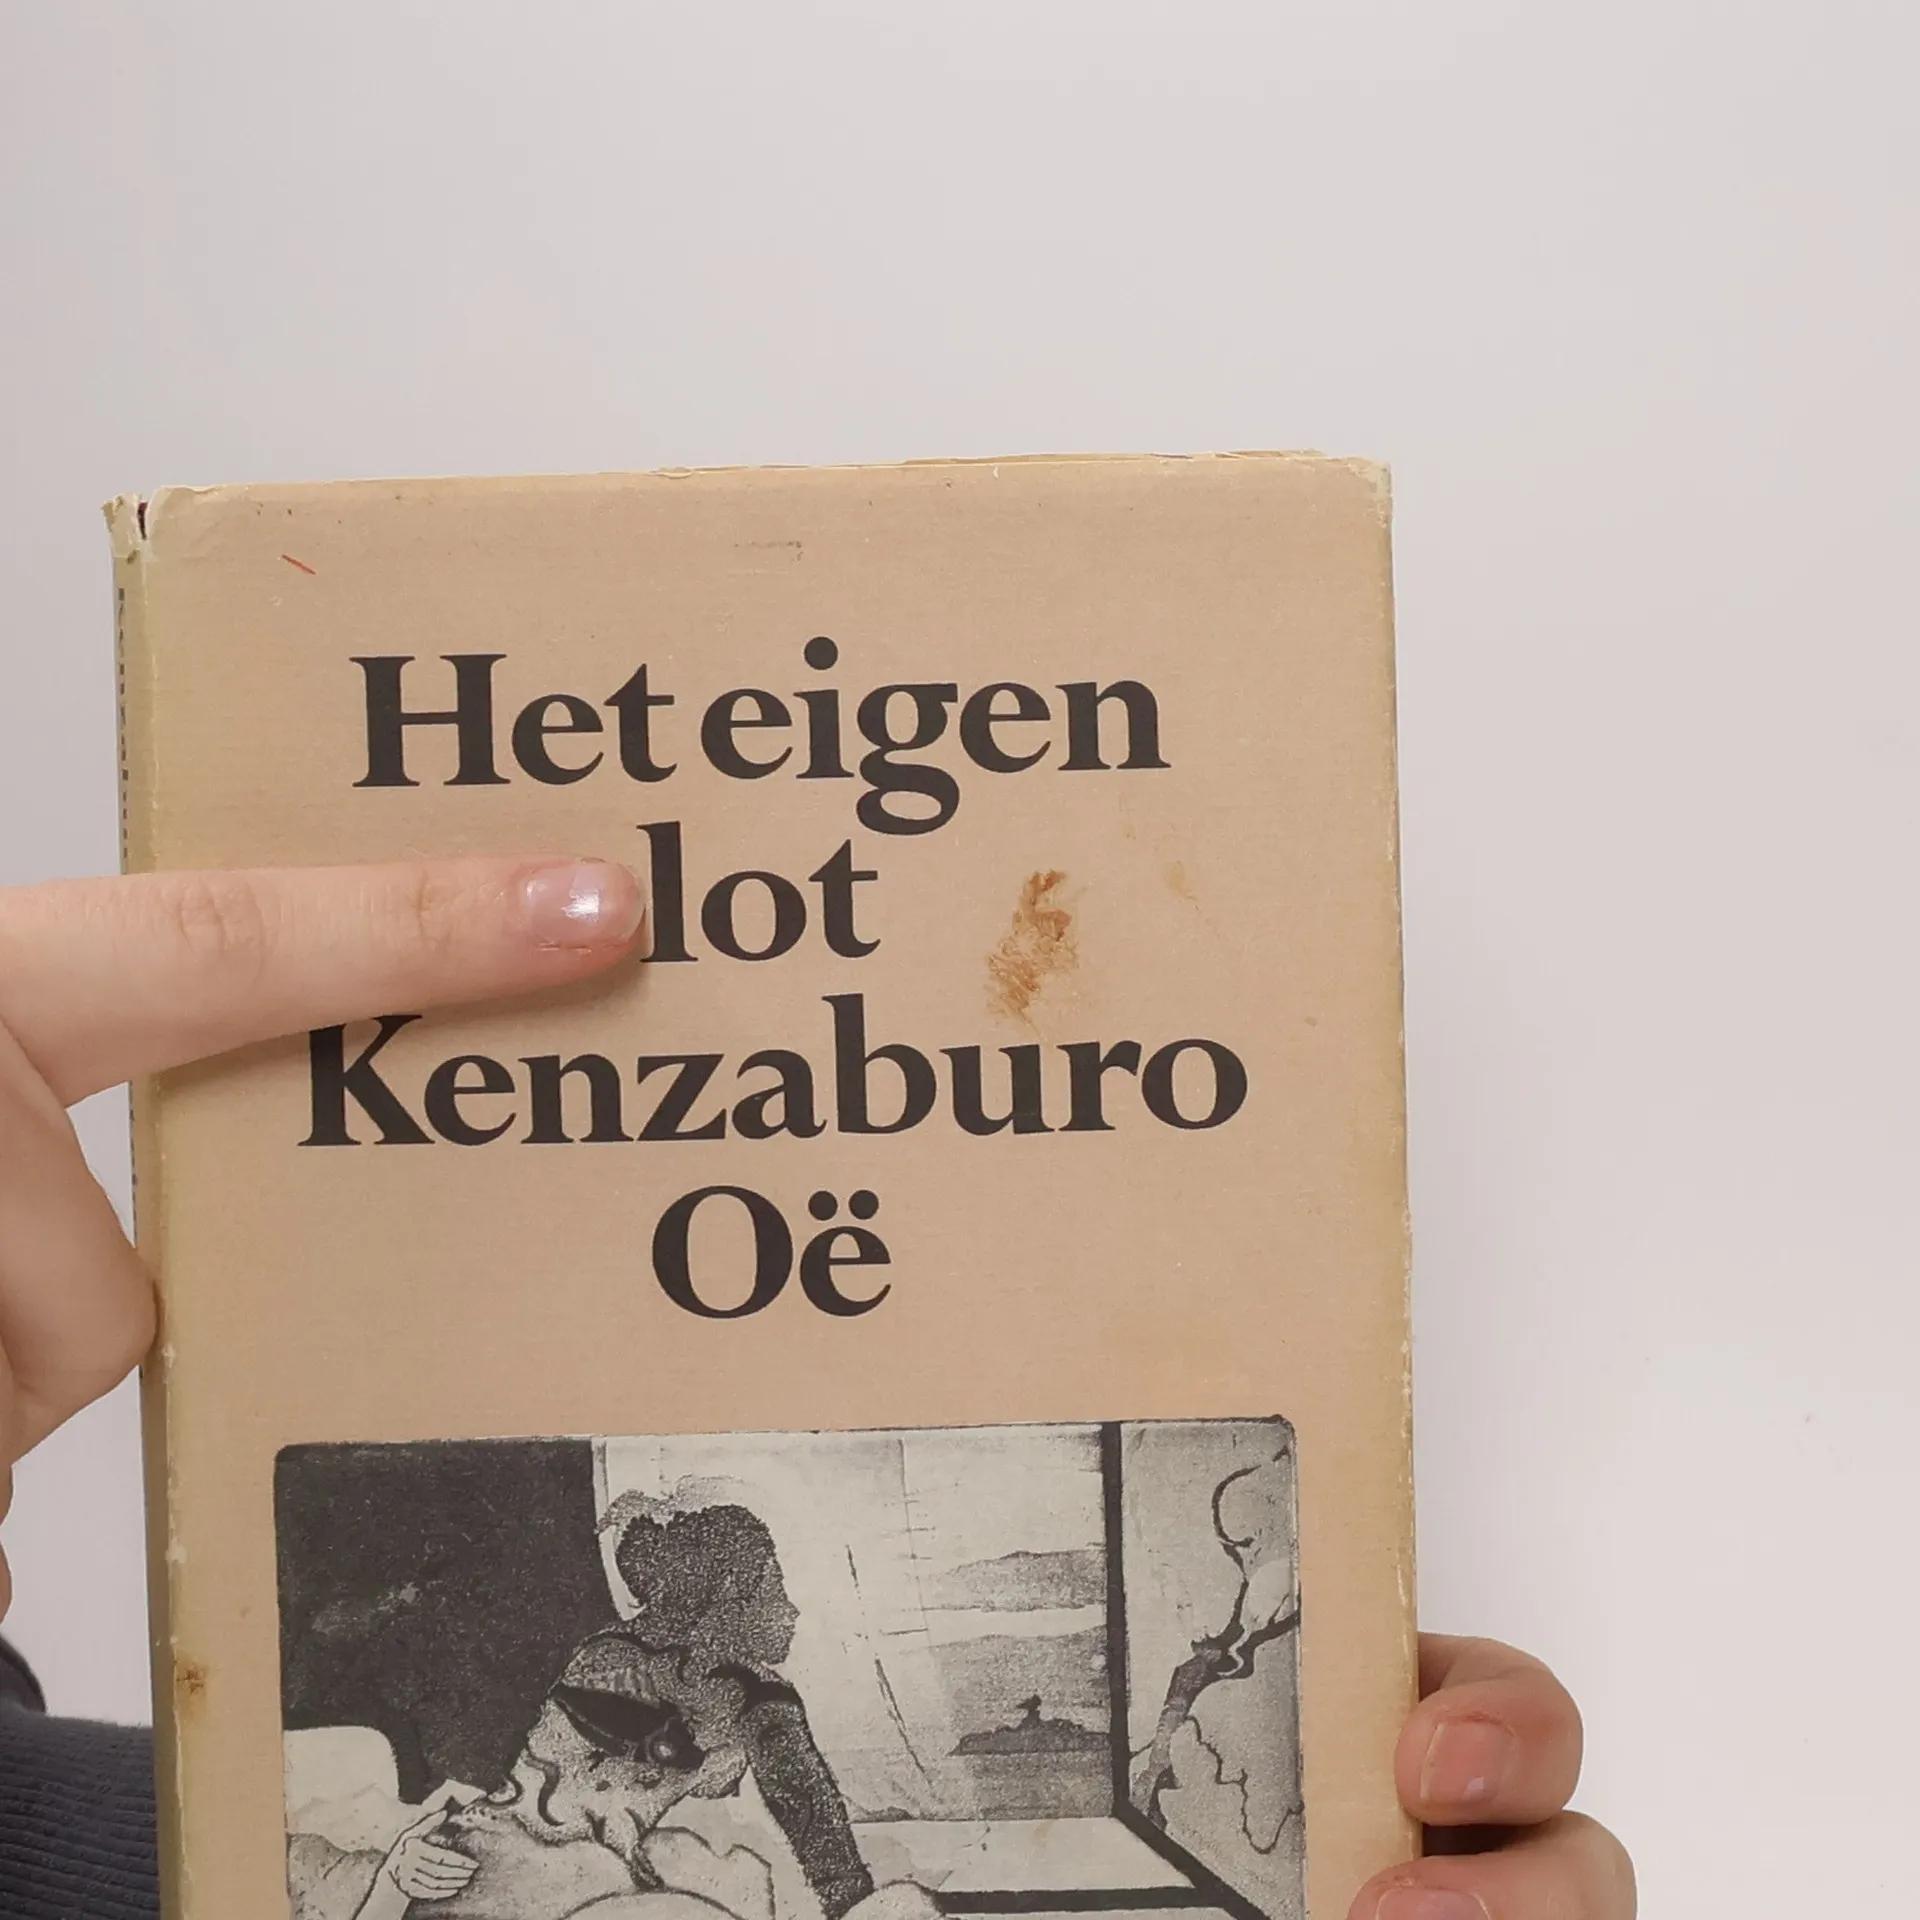 Het eigen
lot
Kenzaburo
Oë